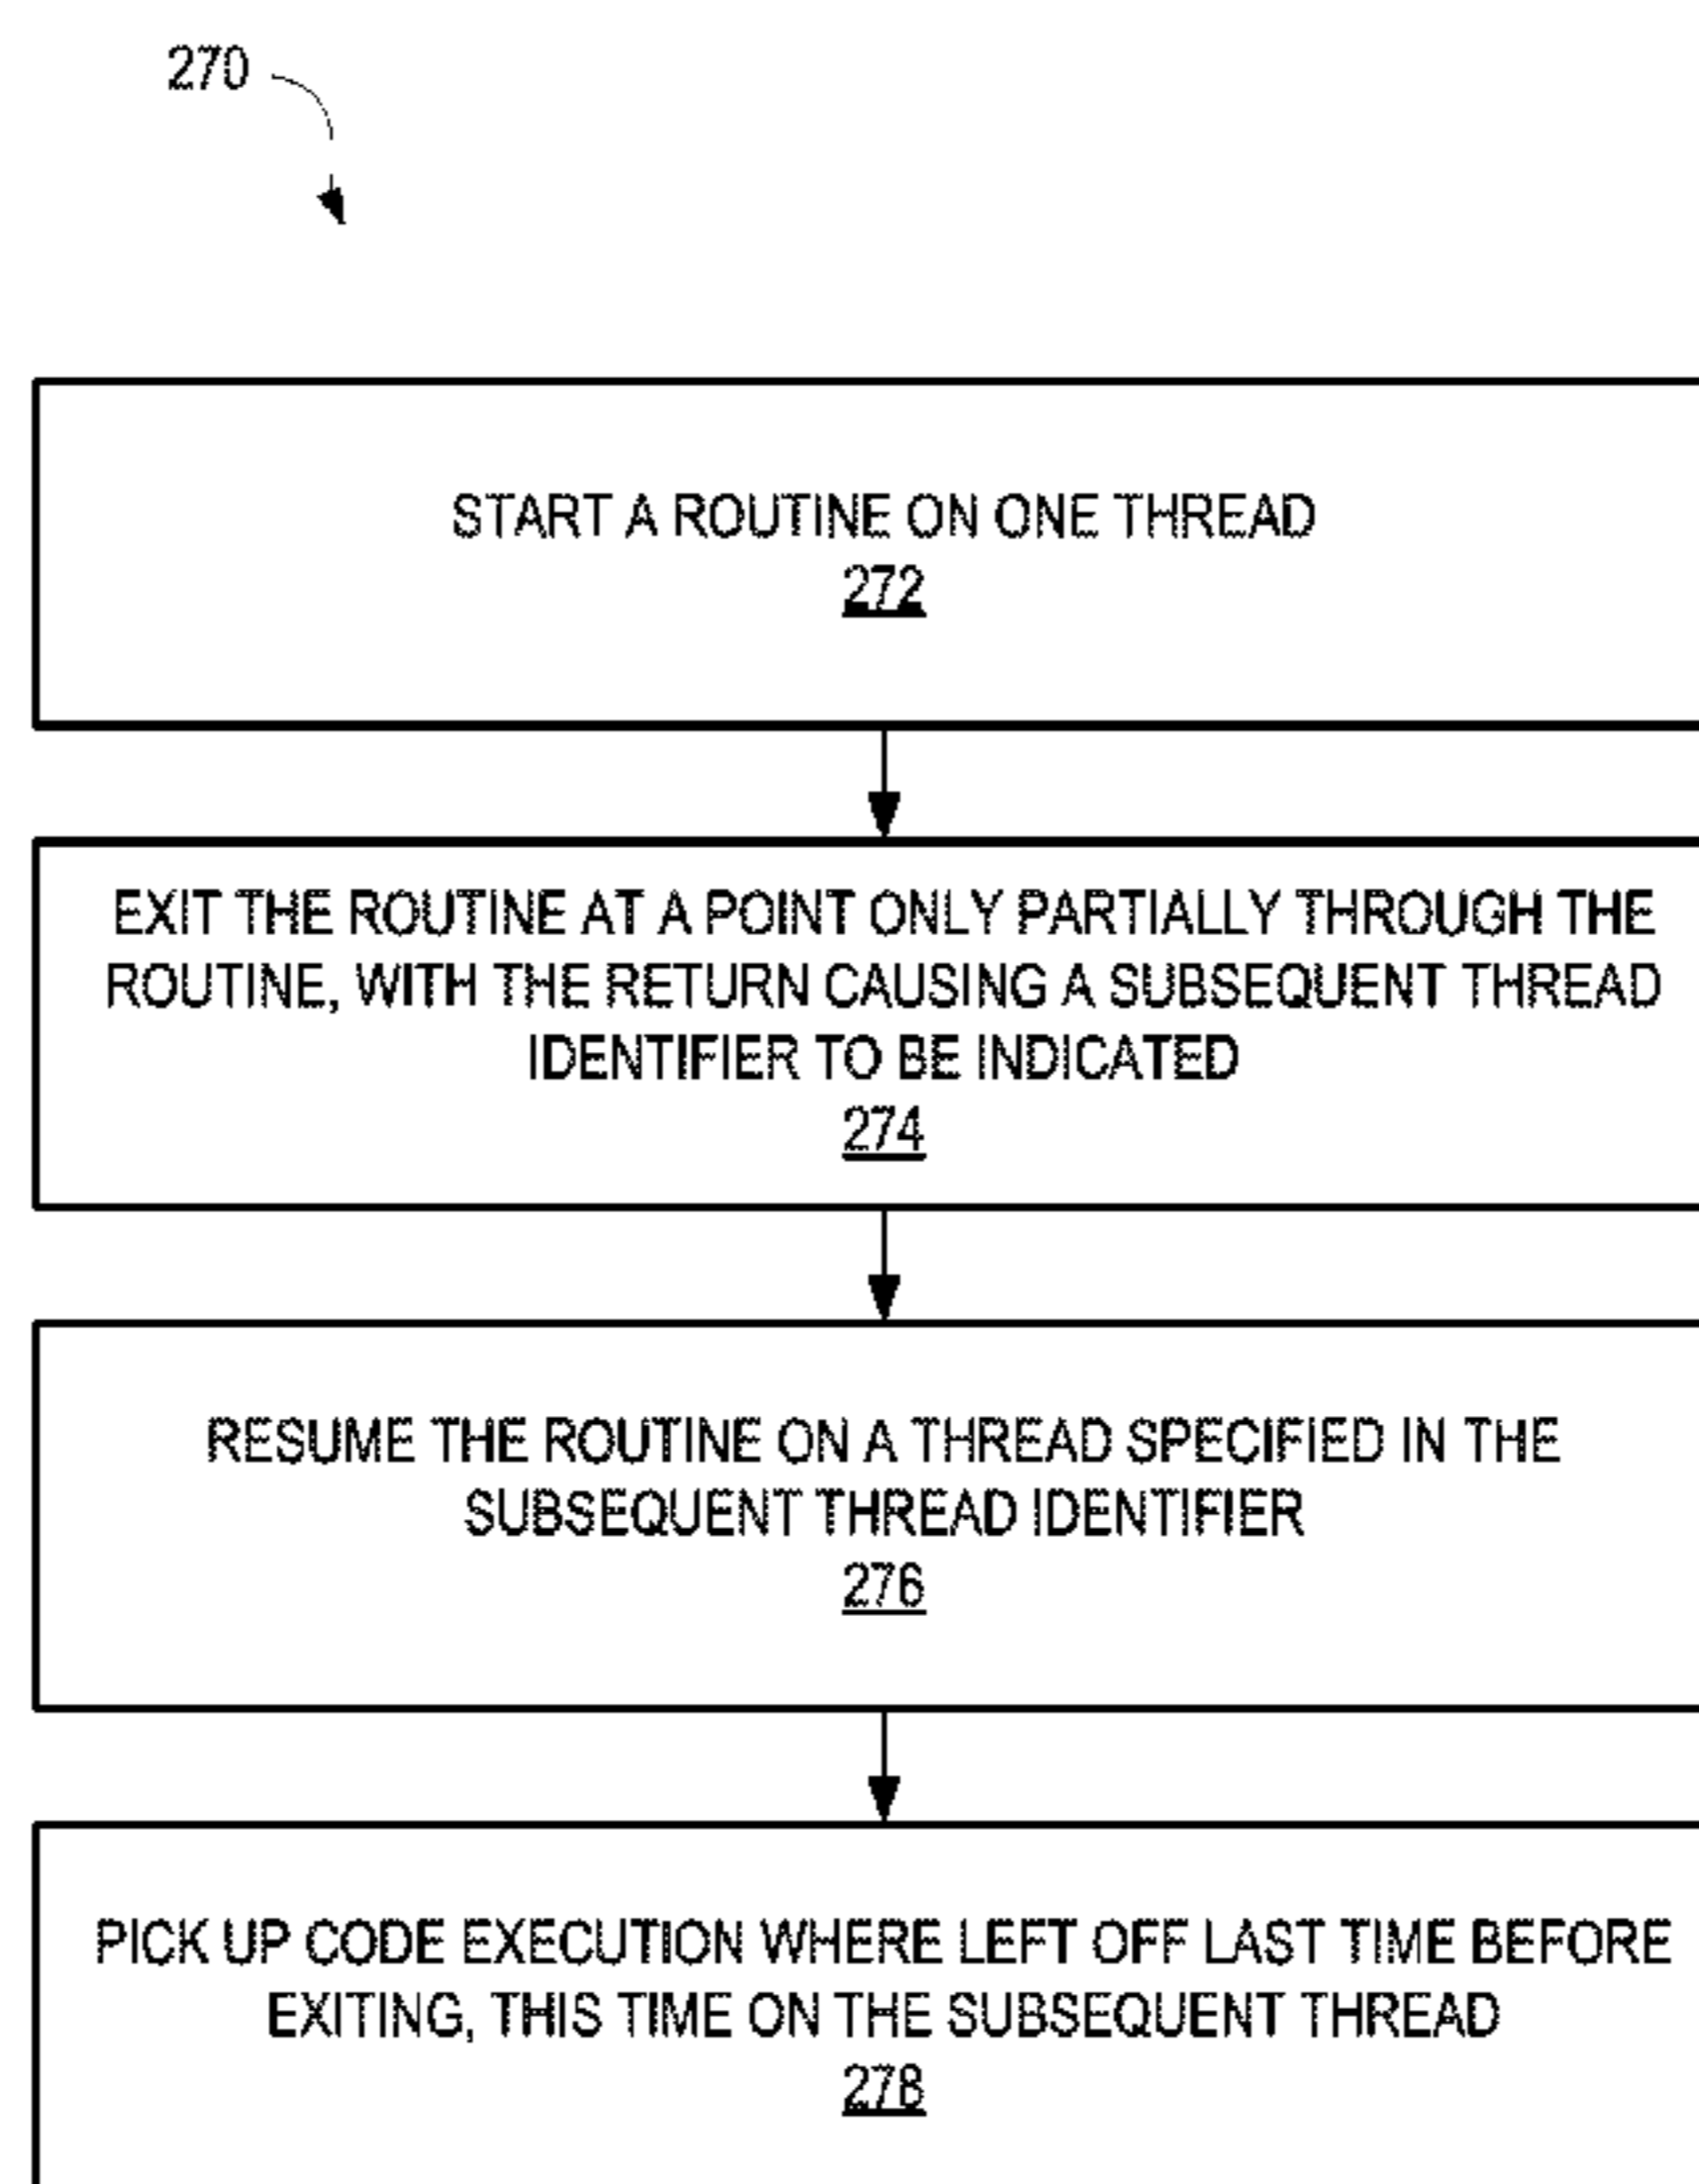 270
START A ROUTINE ON ONE THREAD
272
EXIT THE ROUTINE AT A POINT ONLY PARTIALLY THROUGH THE
ROUTINE, WITH THE RETURN CAUSING A SUBSEQUENT THREAD
IDENTIFIER TO BE INDICATED
274
RESUME THE ROUTINE ON A THREAD SPECIFIED IN THE
SUBSEQUENT THREAD IDENTIFIER
276
PICK UP CODE EXECUTION WHERE LEFT OFF LAST TIME BEFORE
EXITING, THIS TIME ON THE SUBSEQUENT THREAD
278